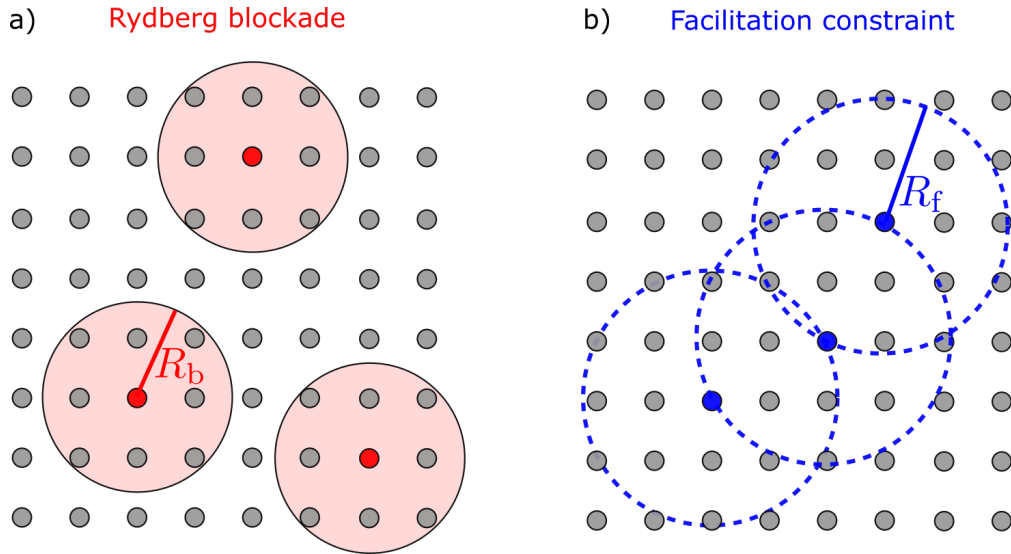 a)
Rydberg blockade
R_b
b)
Facilitation constraint
R_f